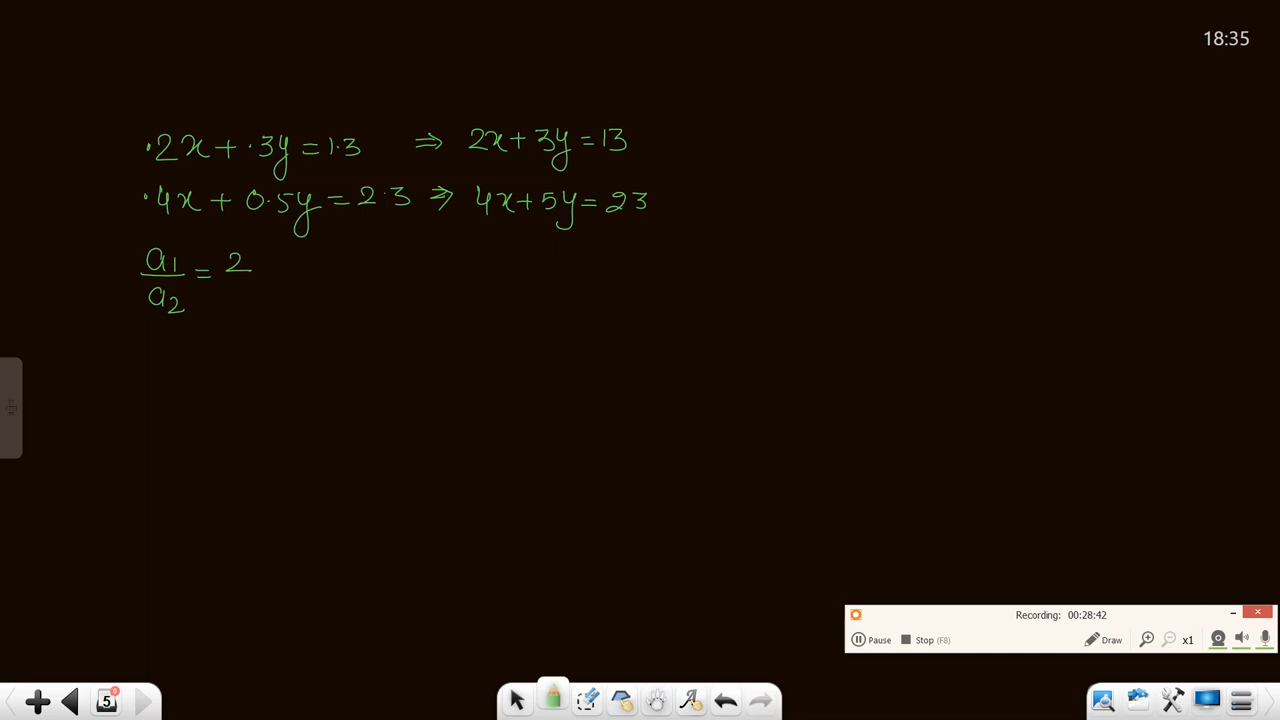 18:35
·2x + ·3y = 1·3 ⇒ 2x + 3y = 13
·4x + 0·5y = 2·3 ⇒ 4x + 5y = 23
a1/a2 = 2
Recording: 00:28:42
Pause Stop (F8) Draw x1
5 0